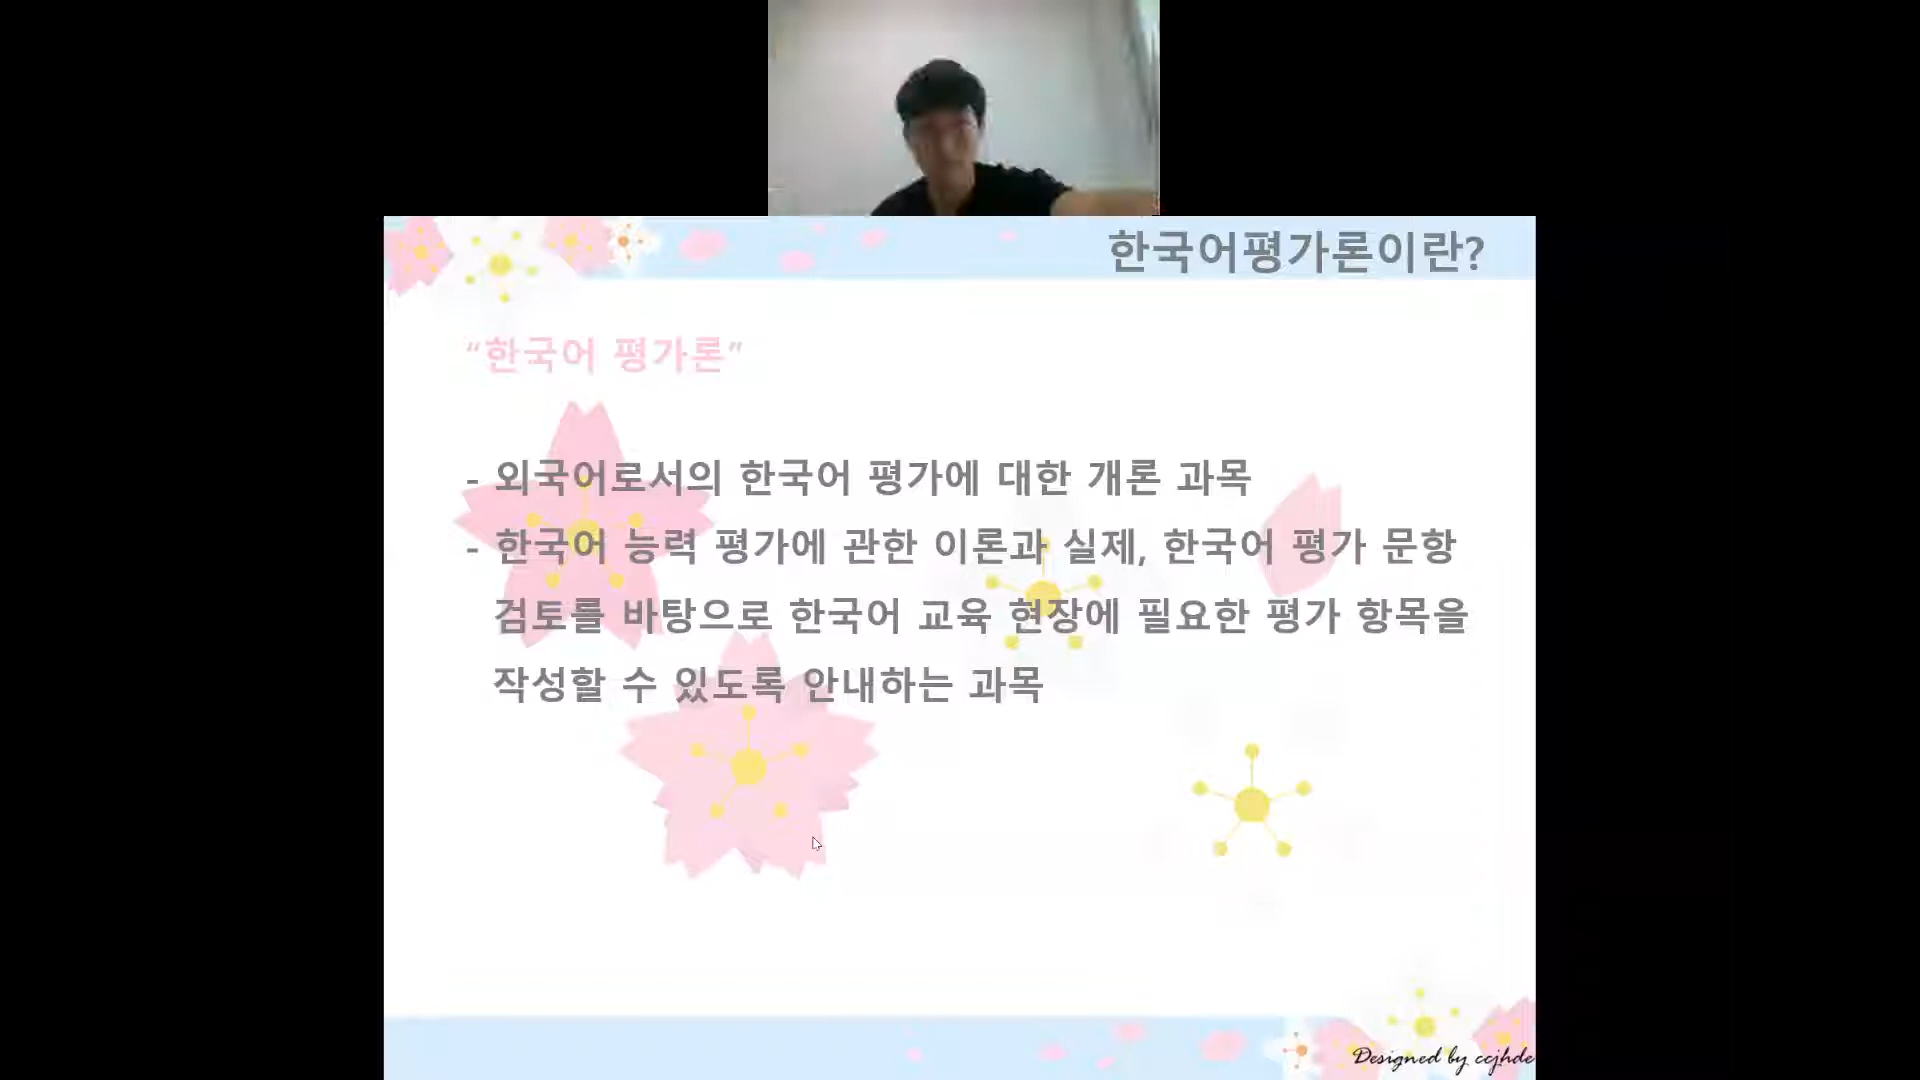 한국어평가론이란?
“한국어 평가론”
- 외국어로서의 한국어 평가에 대한 개론 과목
- 한국어 능력 평가에 관한 이론과 실제, 한국어 평가 문항
검토를 바탕으로 한국어 교육 현장에 필요한 평가 항목을
작성할 수 있도록 안내하는 과목
Designed by ccjhde